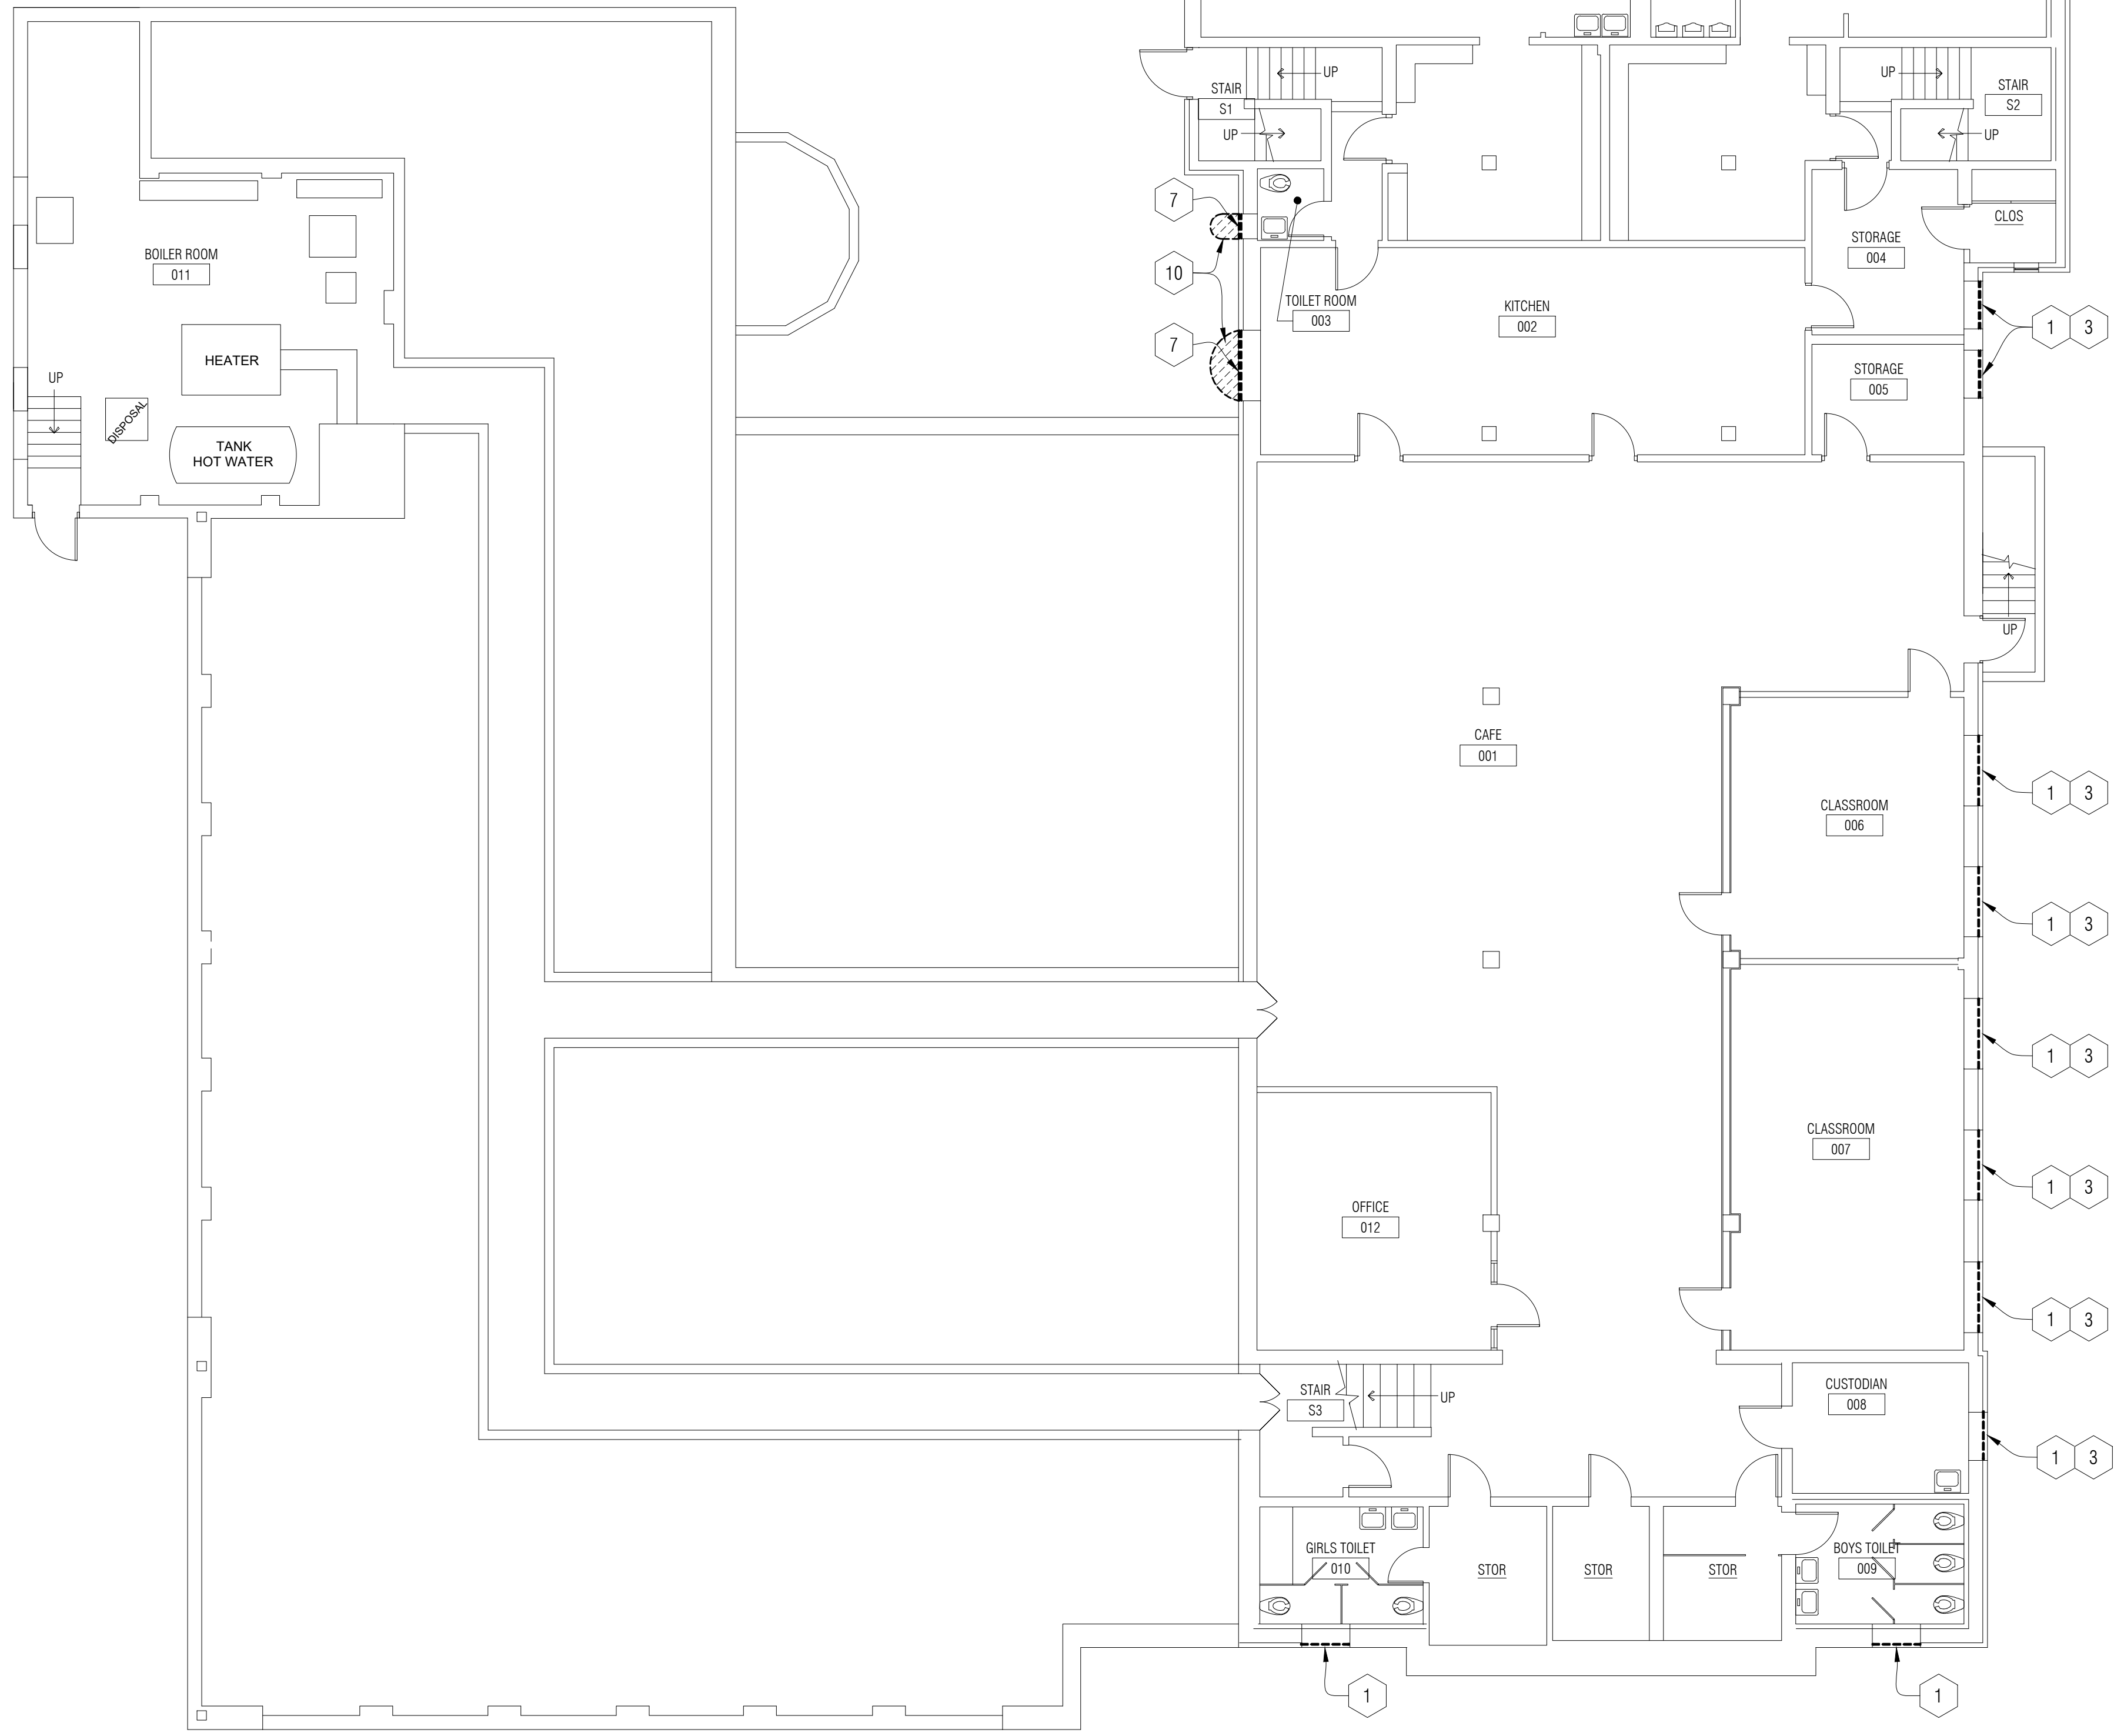 UP
UP
STAIR
S1
STAIR
S2
UP
UP
7
CLOS
STORAGE
004
BOILER ROOM
011
10
TOILET ROOM
003
KITCHEN
002
1 3
7
HEATER
STORAGE
005
UP
DISPOSAL
TANK
HOT WATER
UP
CAFE
001
1 3
CLASSROOM
006
1 3
1 3
CLASSROOM
007
1 3
OFFICE
012
1 3
STAIR
S3
UP
CUSTODIAN
008
1 3
GIRLS TOILET
010
STOR
STOR
STOR
BOYS TOILET
009
1
1